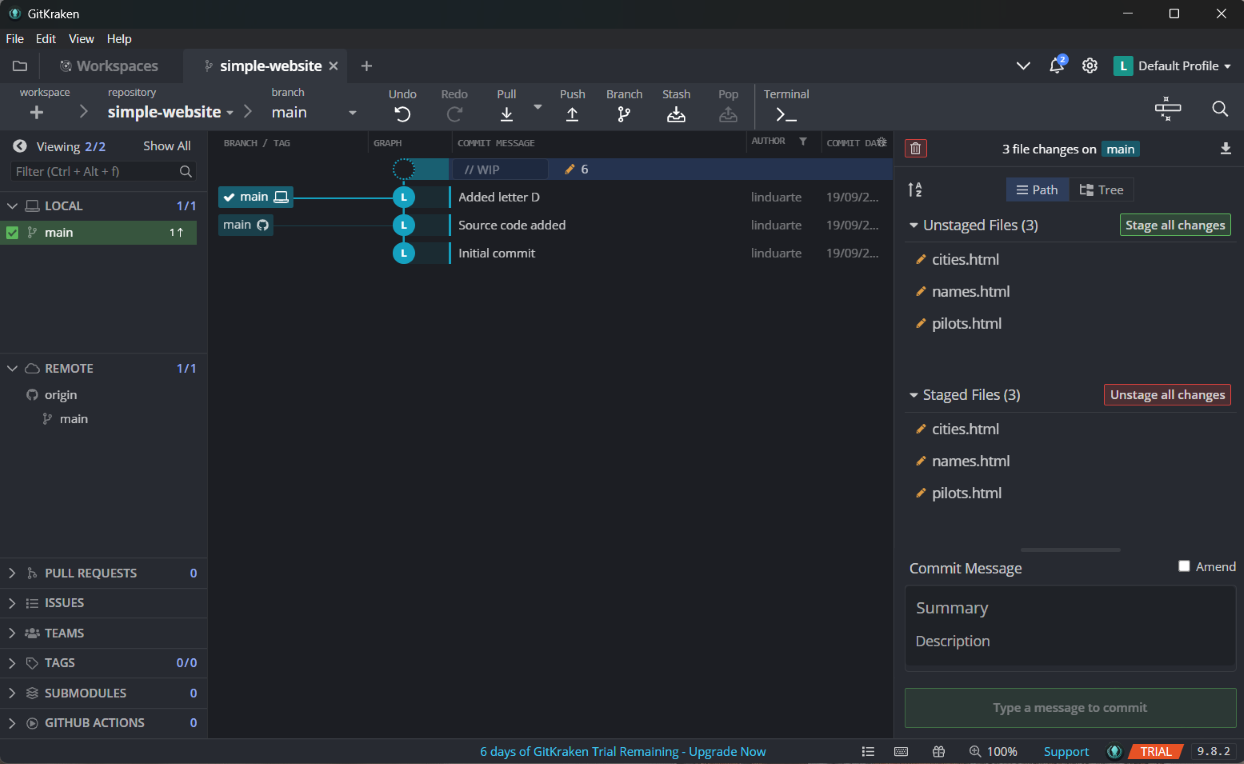 GitKraken
File Edit View Help
Workspaces
simple-website
2
L Default Profile
workspace
repository
simple-website
branch
main
Undo
Redo
Pull
Push
Branch
Stash
Pop
Terminal
Viewing 2/2 Show All
Filter (Ctrl + Alt + f)
LOCAL 1/1
main 1↑
REMOTE 1/1
origin
main
PULL REQUESTS 0
ISSUES
TEAMS
TAGS 0/0
SUBMODULES 0
GITHUB ACTIONS 0
BRANCH / TAG GRAPH COMMIT MESSAGE AUTHOR COMMIT DATE
// WIP 6
main L Added letter D linduarte 19/09/2...
main L Source code added linduarte 19/09/2...
L Initial commit linduarte 19/09/2...
3 file changes on main
Path Tree
Unstaged Files (3) Stage all changes
cities.html
names.html
pilots.html
Staged Files (3) Unstage all changes
cities.html
names.html
pilots.html
Commit Message Amend
Summary
Description
Type a message to commit
6 days of GitKraken Trial Remaining - Upgrade Now
100% Support TRIAL 9.8.2